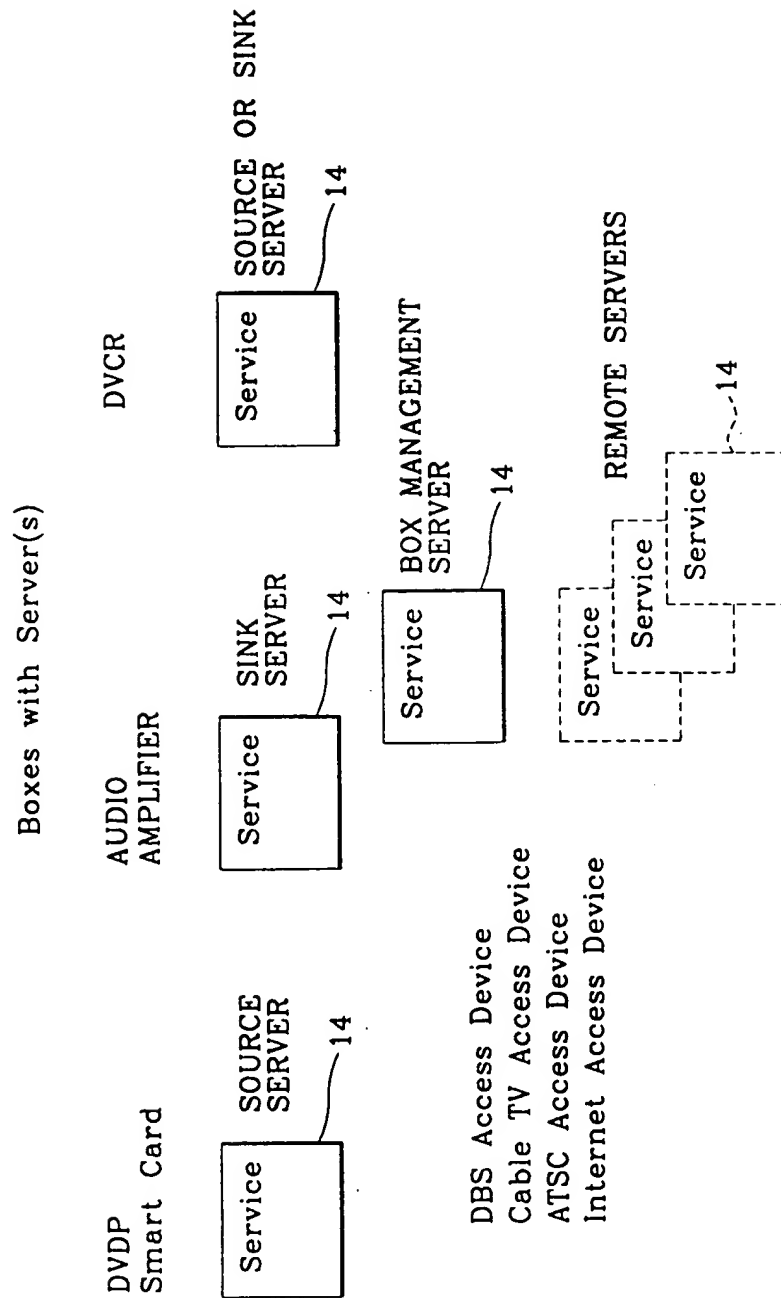 Boxes with Server(s)
DVDP
Smart Card
Service
SOURCE
SERVER
14
AUDIO
AMPLIFIER
Service
SINK
SERVER
14
DVCR
Service
SOURCE OR SINK
SERVER
14
DBS Access Device
Cable TV Access Device
ATSC Access Device
Internet Access Device
Service
BOX MANAGEMENT
SERVER
14
Service
Service
Service
REMOTE SERVERS
14